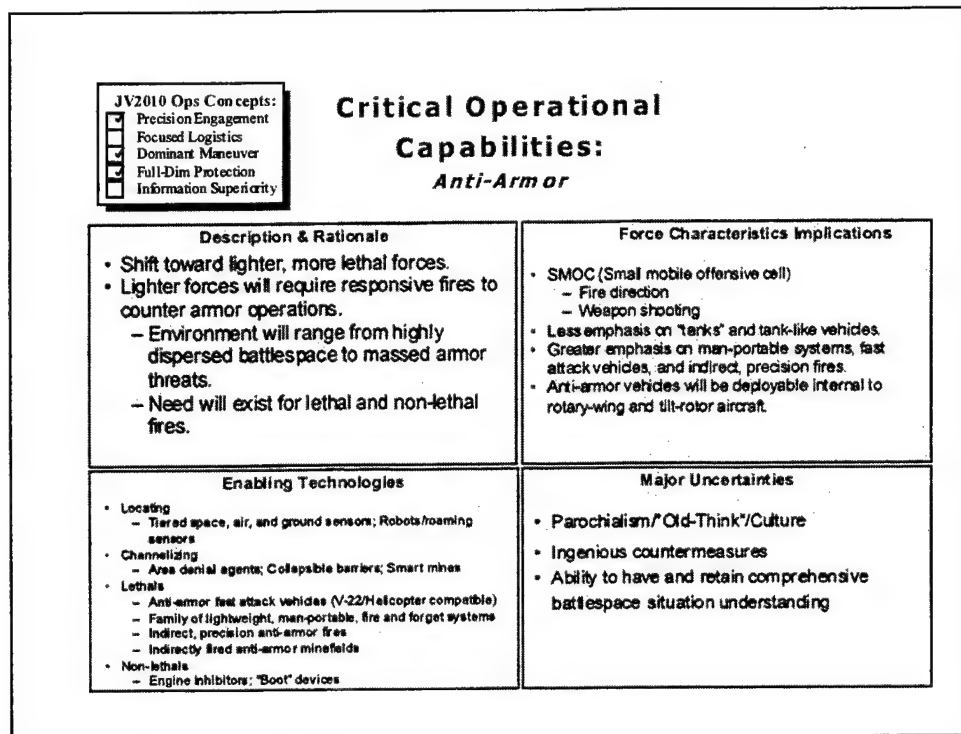 JV2010 Ops Concepts:
Precision Engagement
Focused Logistics
Dominant Maneuver
Full-Dim Protection
Information Superiority
Critical Operational
Capabilities:
Anti-Armor
Description & Rationale
• Shift toward lighter, more lethal forces.
• Lighter forces will require responsive fires to
counter armor operations.
– Environment will range from highly
dispersed battlespace to massed armor
threats.
– Need will exist for lethal and non-lethal
fires.
Force Characteristics Implications
• SMOC (Small mobile offensive cell)
– Fire direction
– Weapon shooting
• Less emphasis on "tanks" and tank-like vehicles.
• Greater emphasis on man-portable systems, fast
attack vehicles, and indirect, precision fires.
• Anti-armor vehicles will be deployable internal to
rotary-wing and tilt-rotor aircraft.
Enabling Technologies
• Locating
– Tiered space, air, and ground sensors; Robots/roaming
sensors
• Channelizing
– Area denial agents; Collapsible barriers; Smart mines
• Lethals
– Anti-armor fast attack vehicles (V-22/Helicopter compatible)
– Family of lightweight, man-portable, fire and forget systems
– Indirect, precision anti-armor fires
– Indirectly fired anti-armor minefields
• Non-lethals
– Engine inhibitors; "Boot" devices
Major Uncertainties
• Parochialism/"Old-Think"/Culture
• Ingenious countermeasures
• Ability to have and retain comprehensive
battlespace situation understanding